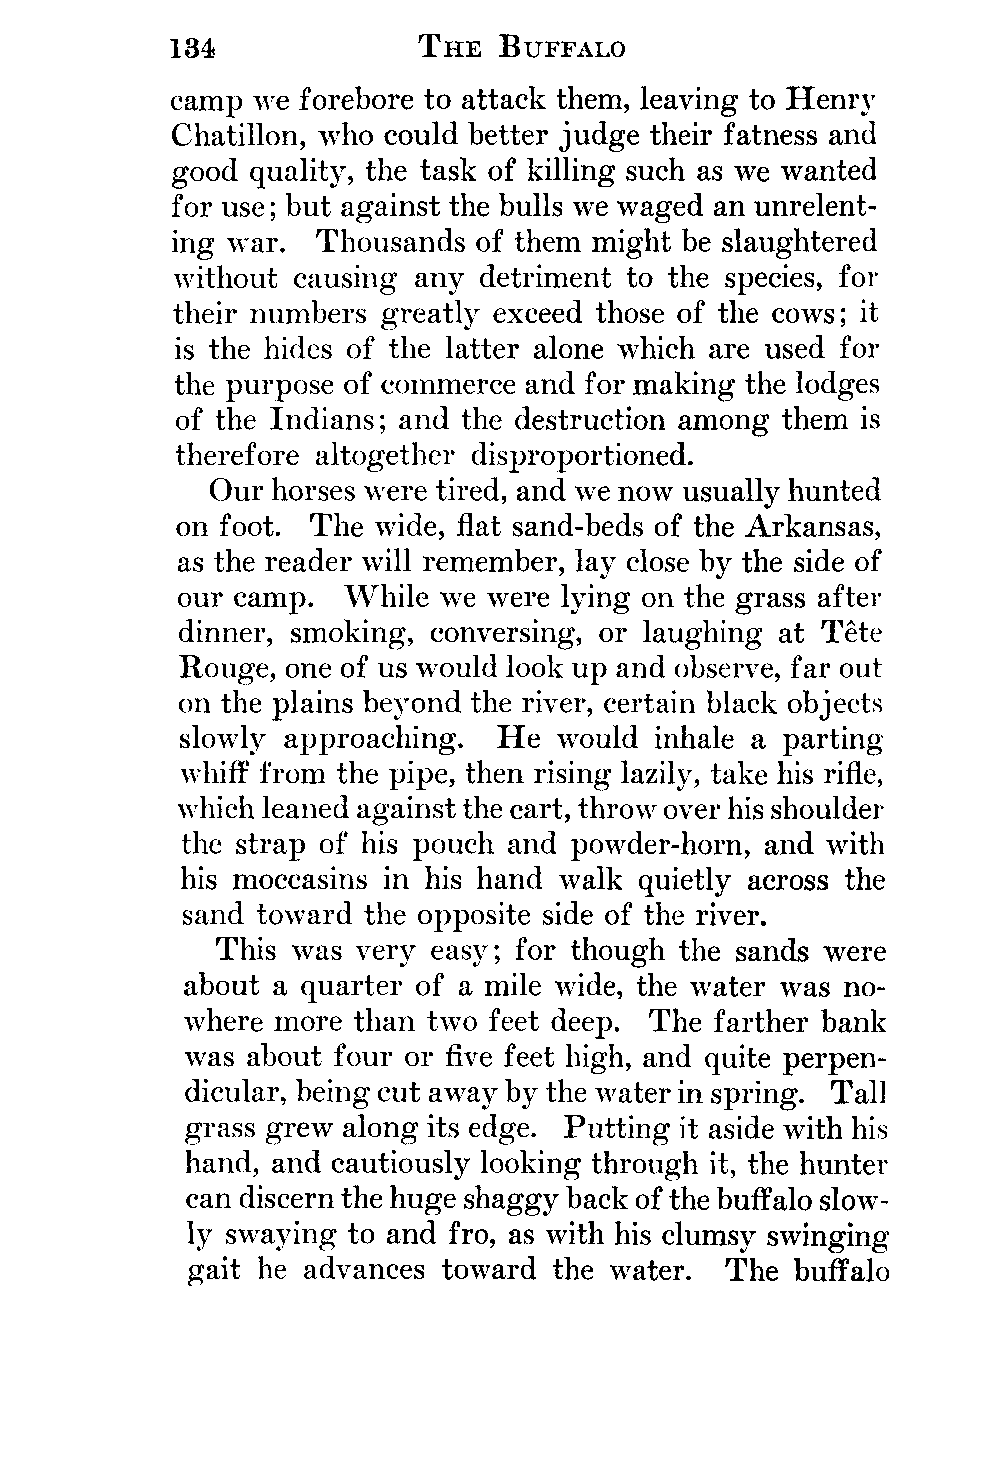 134 THE BUFFALO
camp we forebore to attack them, leaving to Henry
Chatillon, who could better judge their fatness and
good quality, the task of killing such as we wanted
for use; but against the bulls we waged an unrelent-
ing war. Thousands of them might be slaughtered
without causing any detriment to the species, for
their numbers greatly exceed those of the cows; it
is the hides of the latter alone which are used for
the purpose of commerce and for making the lodges
of the Indians; and the destruction among them is
therefore altogether disproportioned.
Our horses were tired, and we now usually hunted
on foot. The wide, flat sand-beds of the Arkansas,
as the reader will remember, lay close by the side of
our camp. While we were lying on the grass after
dinner, smoking, conversing, or laughing at Tête
Rouge, one of us would look up and observe, far out
on the plains beyond the river, certain black objects
slowly approaching. He would inhale a parting
whiff from the pipe, then rising lazily, take his rifle,
which leaned against the cart, throw over his shoulder
the strap of his pouch and powder-horn, and with
his moccasins in his hand walk quietly across the
sand toward the opposite side of the river.
This was very easy; for though the sands were
about a quarter of a mile wide, the water was no-
where more than two feet deep. The farther bank
was about four or five feet high, and quite perpen-
dicular, being cut away by the water in spring. Tall
grass grew along its edge. Putting it aside with his
hand, and cautiously looking through it, the hunter
can discern the huge shaggy back of the buffalo slow-
ly swaying to and fro, as with his clumsy swinging
gait he advances toward the water. The buffalo